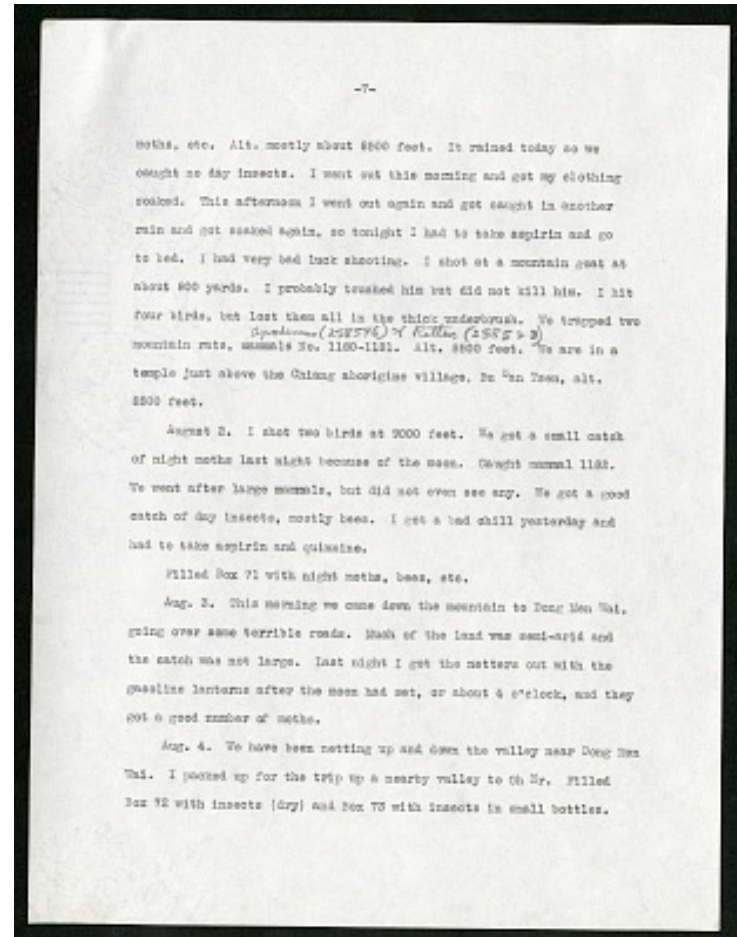 -7-
moths, etc. Alt. mostly about 8500 feet. It rained today so we
caught no day insects. I went out this morning and got my clothing
soaked. This afternoon I went out again and got caught in another
rain and got soaked again, so tonight I had to take aspirin and go
to bed. I had very bad luck shooting. I shot at a mountain goat at
about 800 yards. I probably touched him but did not kill him. I hit
four birds, but lost them all in the thick underbrush. We trapped two
Apodemus (258596) & Rattus (258583)
mountain rats, mammals No. 1180-1181. Alt. 8500 feet. We are in a
temple just above the Chiang aborigine village, alt.
8500 feet.
August 2. I shot two birds at 9000 feet. We got a small catch
of night moths last night because of the moon. Caught mammal 1182.
We went after large mammals, but did not even see any. We got a good
catch of day insects, mostly bees. I got a bad chill yesterday and
had to take aspirin and quinine.
Filled Box 71 with night moths, bees, etc.
Aug. 3. This morning we came down the mountain to Dong Men Wai,
going over some terrible roads. Much of the land was semi-arid and
the catch was not large. Last night I got the netters out with the
gasoline lanterns after the moon had set, or about 4 o'clock, and they
got a good number of moths.
Aug. 4. We have been netting up and down the valley near Dong Men
Wai. I packed up for the trip up a nearby valley to Oh Er. Filled
Box 72 with insects (dry) and Box 73 with insects in small bottles.